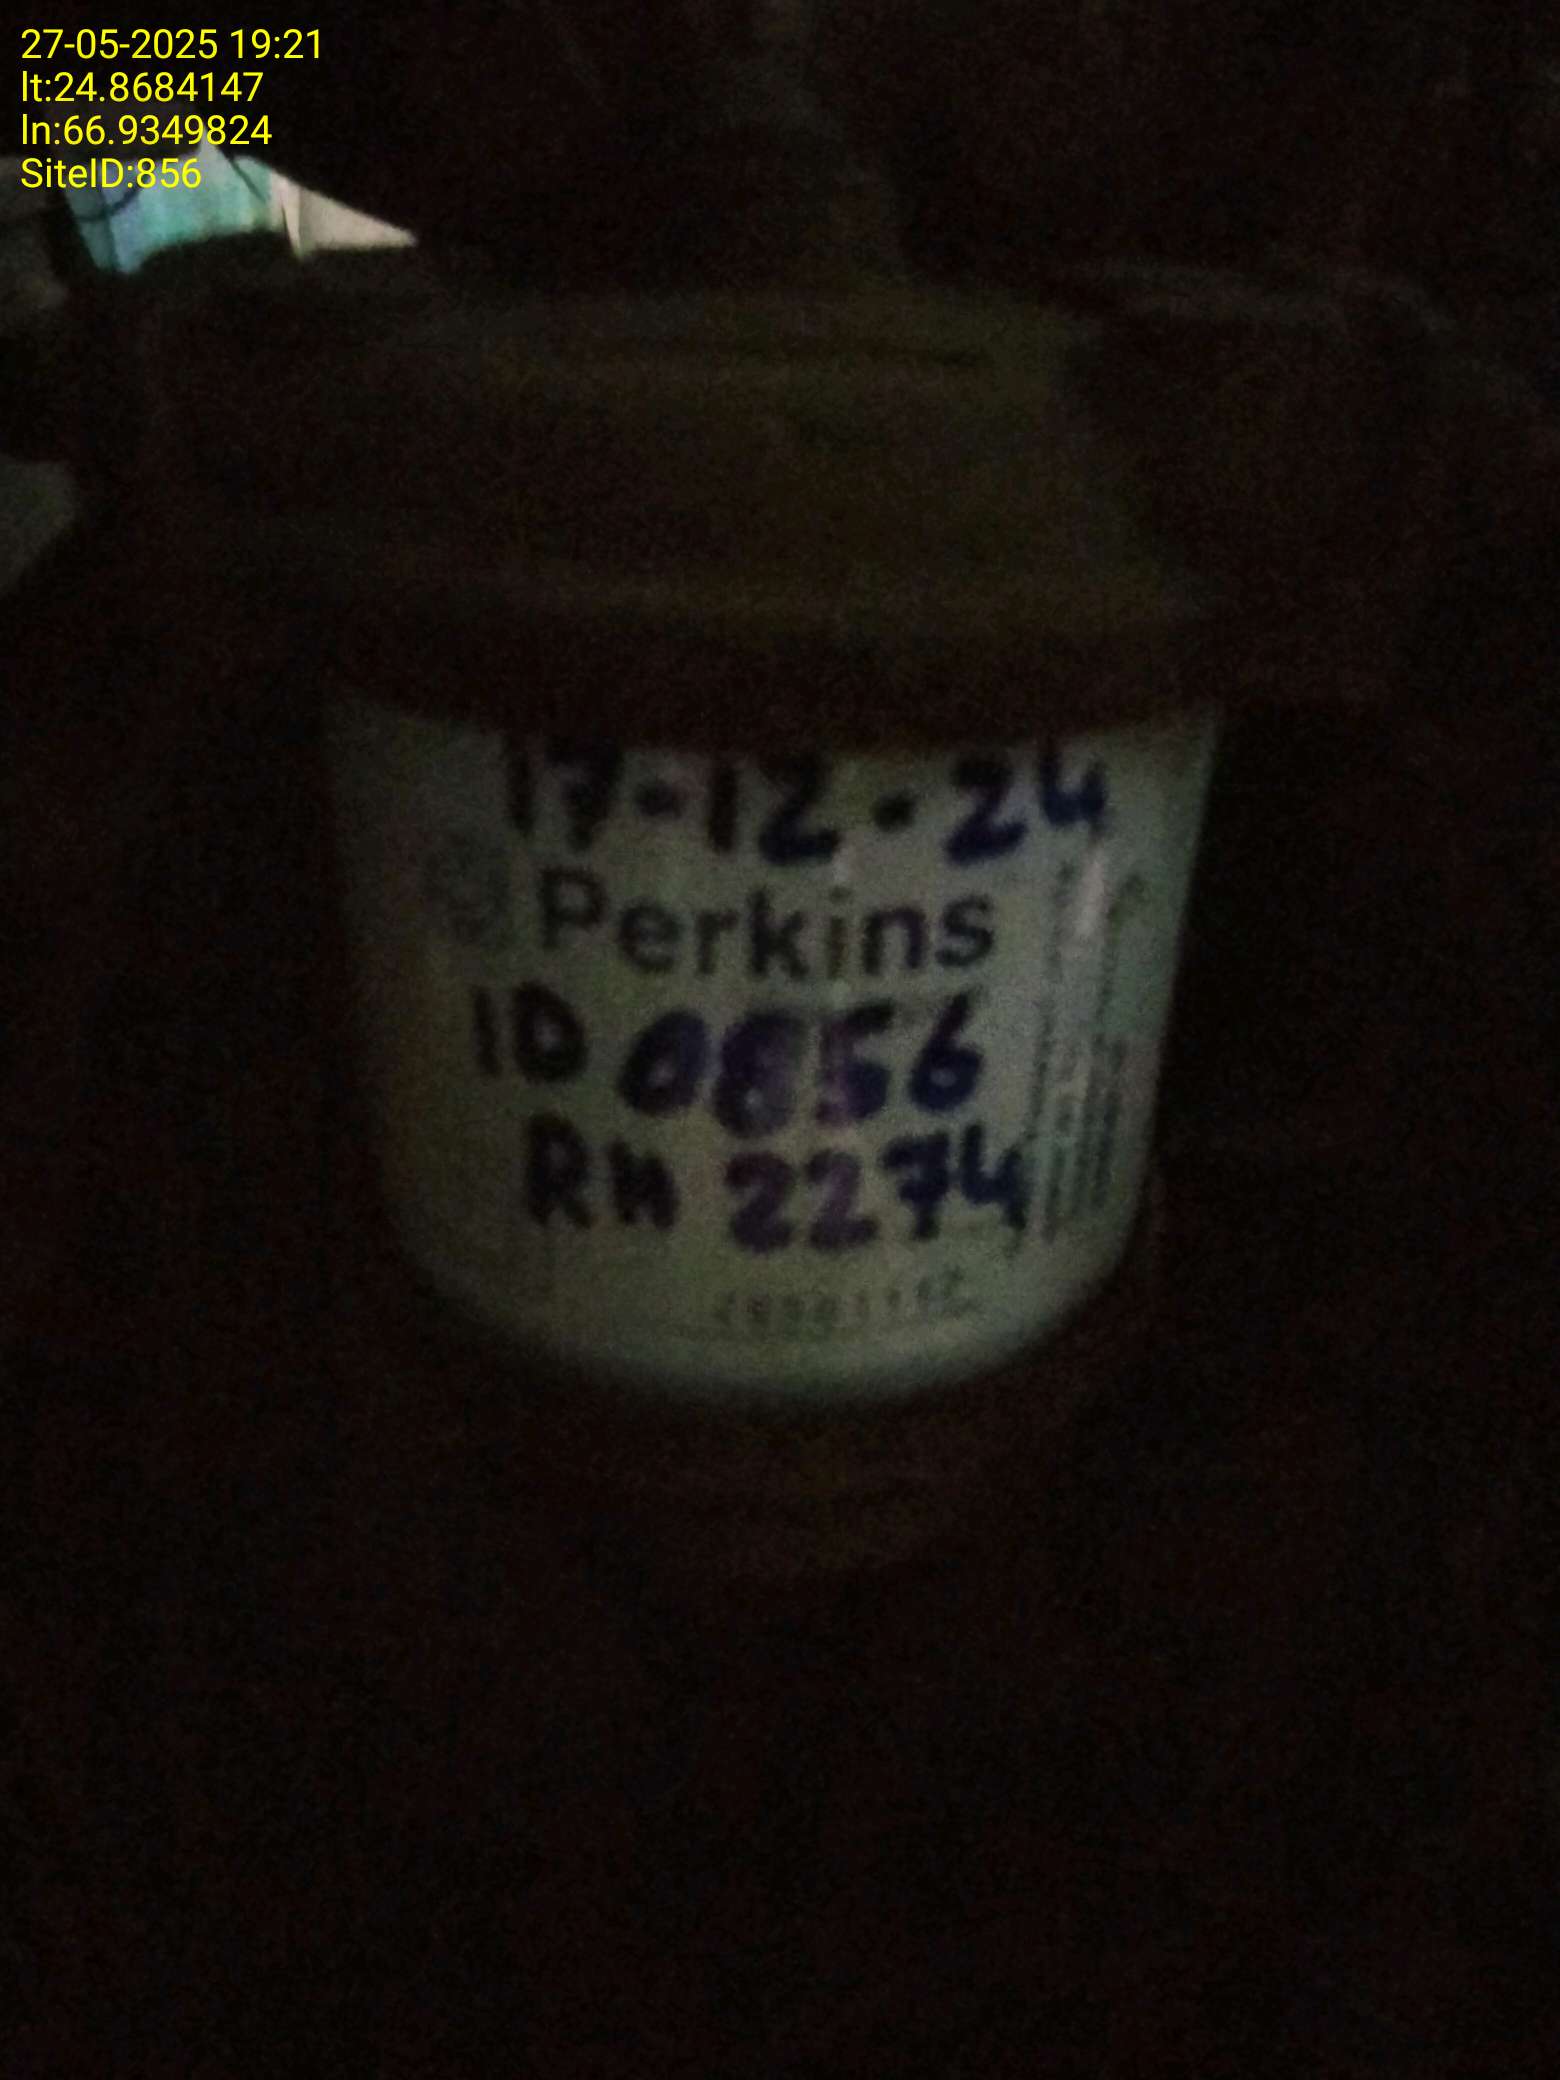 27-05-2025 19:21
lt:24.8684147
ln:66.9349824
SiteID:856
17-12.24
Perkins
ID 0856
RH 2274